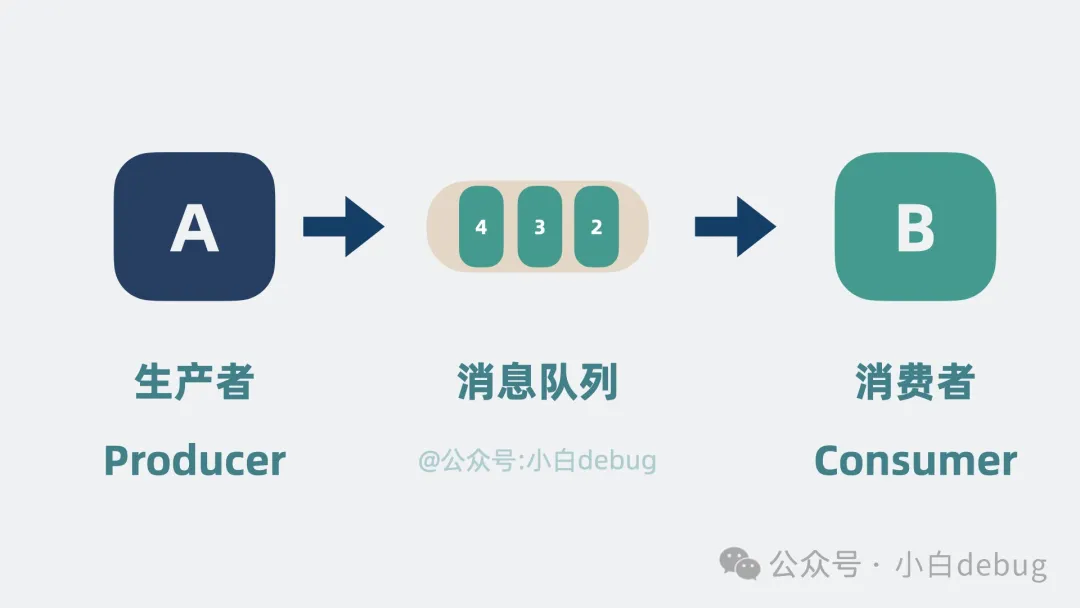 A
4 3 2
B
生产者
消息队列
消费者
Producer
@公众号:小白debug
Consumer
公众号 · 小白debug